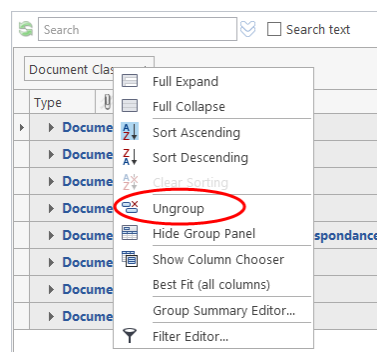 Search
Search text
Document Clas
Type
Full Expand
Full Collapse
Docume
Sort Ascending
Docume
Sort Descending
Docume
Clear Sorting
Docume
Ungroup
Docume
Hide Group Panel
spondance
Docume
Show Column Chooser
Docume
Best Fit (all columns)
Docume
Group Summary Editor...
Filter Editor...